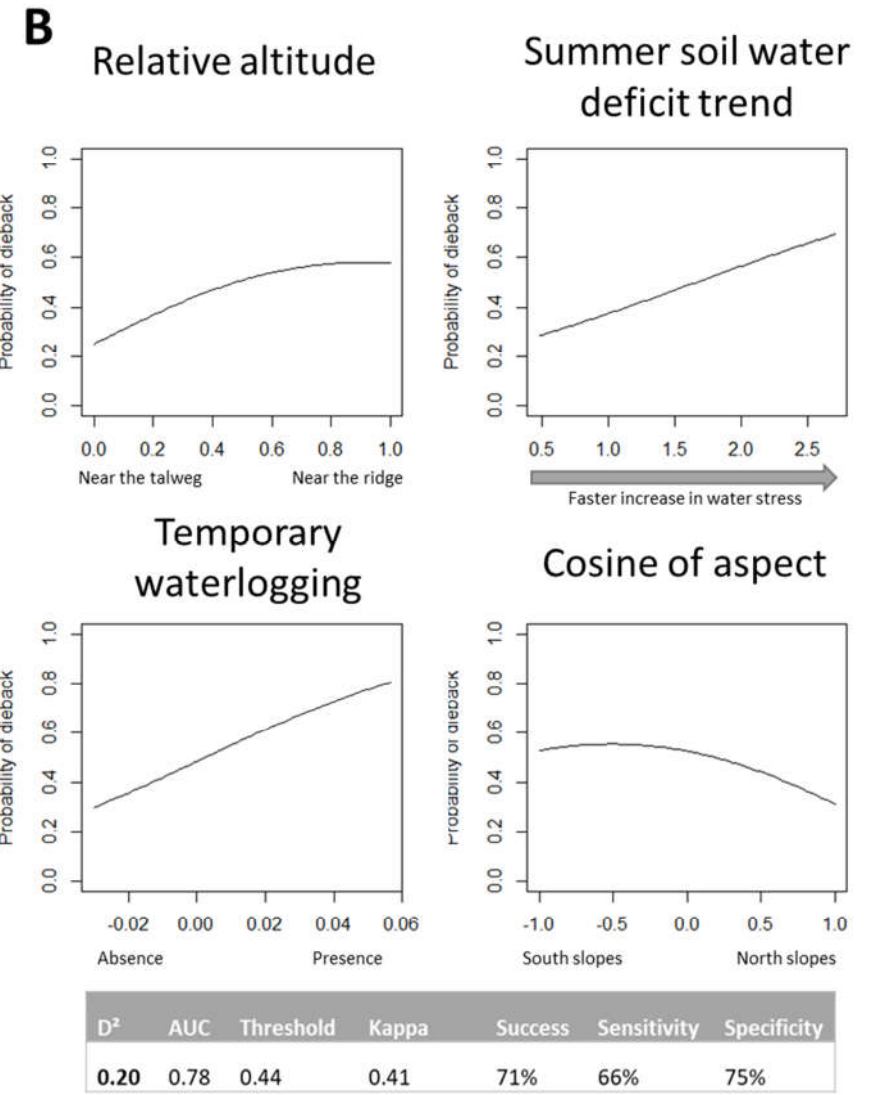 B
Relative altitude
Summer soil water
deficit trend
Probability of dieback
1.0
0.8
0.6
0.4
0.2
0.0
0.0 0.2 0.4 0.6 0.8 1.0
Near the talweg Near the ridge
Probability of dieback
1.0
0.8
0.6
0.4
0.2
0.0
0.5 1.0 1.5 2.0 2.5
Faster increase in water stress
Temporary
waterlogging
Cosine of aspect
Probability of dieback
1.0
0.8
0.6
0.4
0.2
0.0
-0.02 0.00 0.02 0.04 0.06
Absence Presence
Probability of dieback
1.0
0.8
0.6
0.4
0.2
0.0
-1.0 -0.5 0.0 0.5 1.0
South slopes North slopes
D² AUC Threshold Kappa Success Sensitivity Specificity
0.20 0.78 0.44 0.41 71% 66% 75%